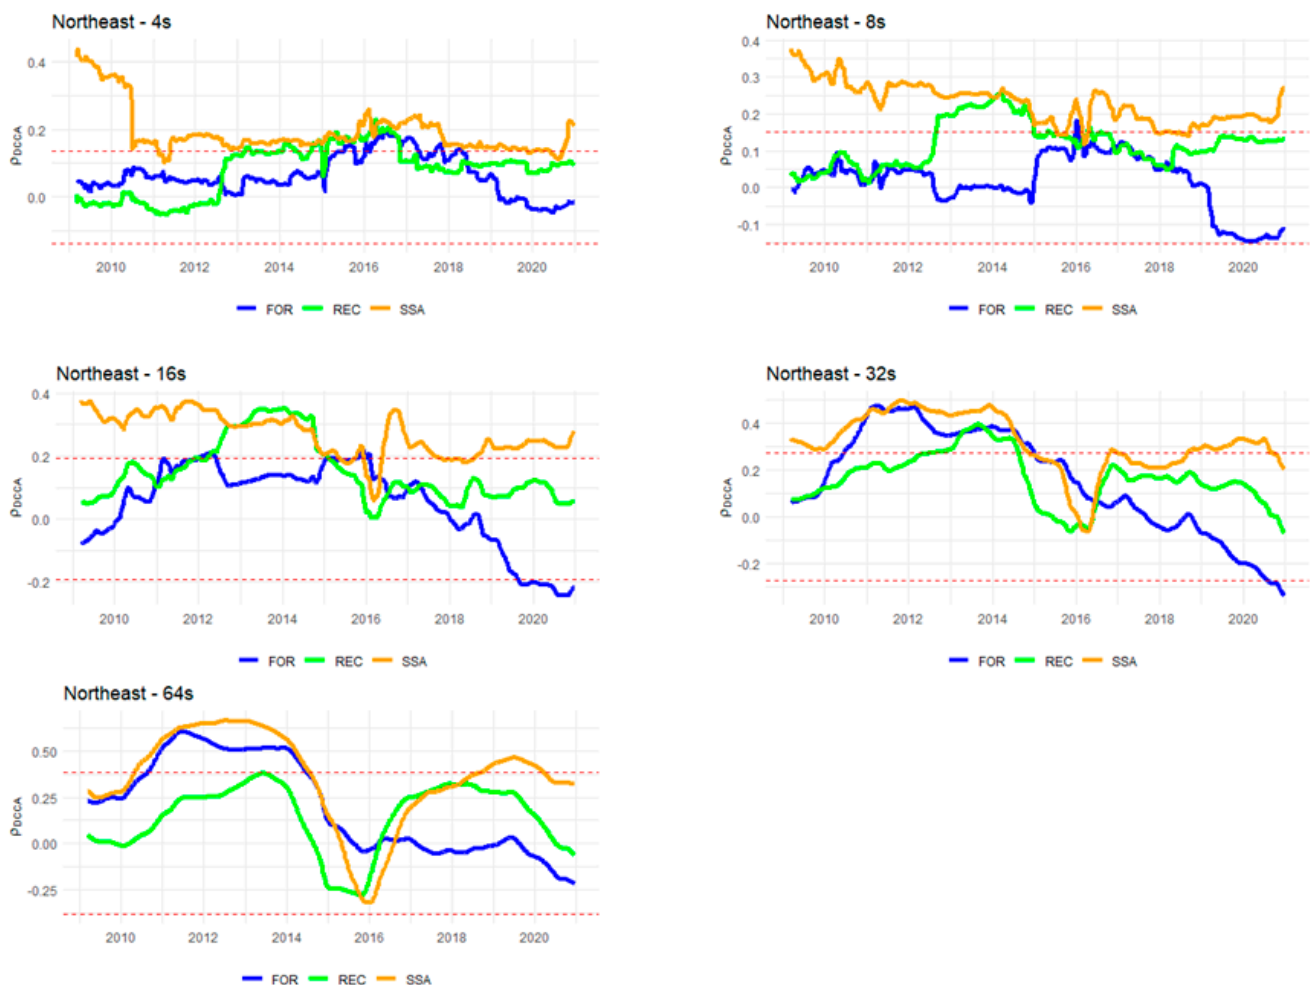 Northeast - 4s
0.4
0.2
0.0
ρDCCA
2010 2012 2014 2016 2018 2020
FOR REC SSA
Northeast - 8s
0.4
0.3
0.2
0.1
0.0
-0.1
ρDCCA
2010 2012 2014 2016 2018 2020
FOR REC SSA
Northeast - 16s
0.4
0.2
0.0
-0.2
ρDCCA
2010 2012 2014 2016 2018 2020
FOR REC SSA
Northeast - 32s
0.4
0.2
0.0
-0.2
ρDCCA
2010 2012 2014 2016 2018 2020
FOR REC SSA
Northeast - 64s
0.50
0.25
0.00
-0.25
ρDCCA
2010 2012 2014 2016 2018 2020
FOR REC SSA